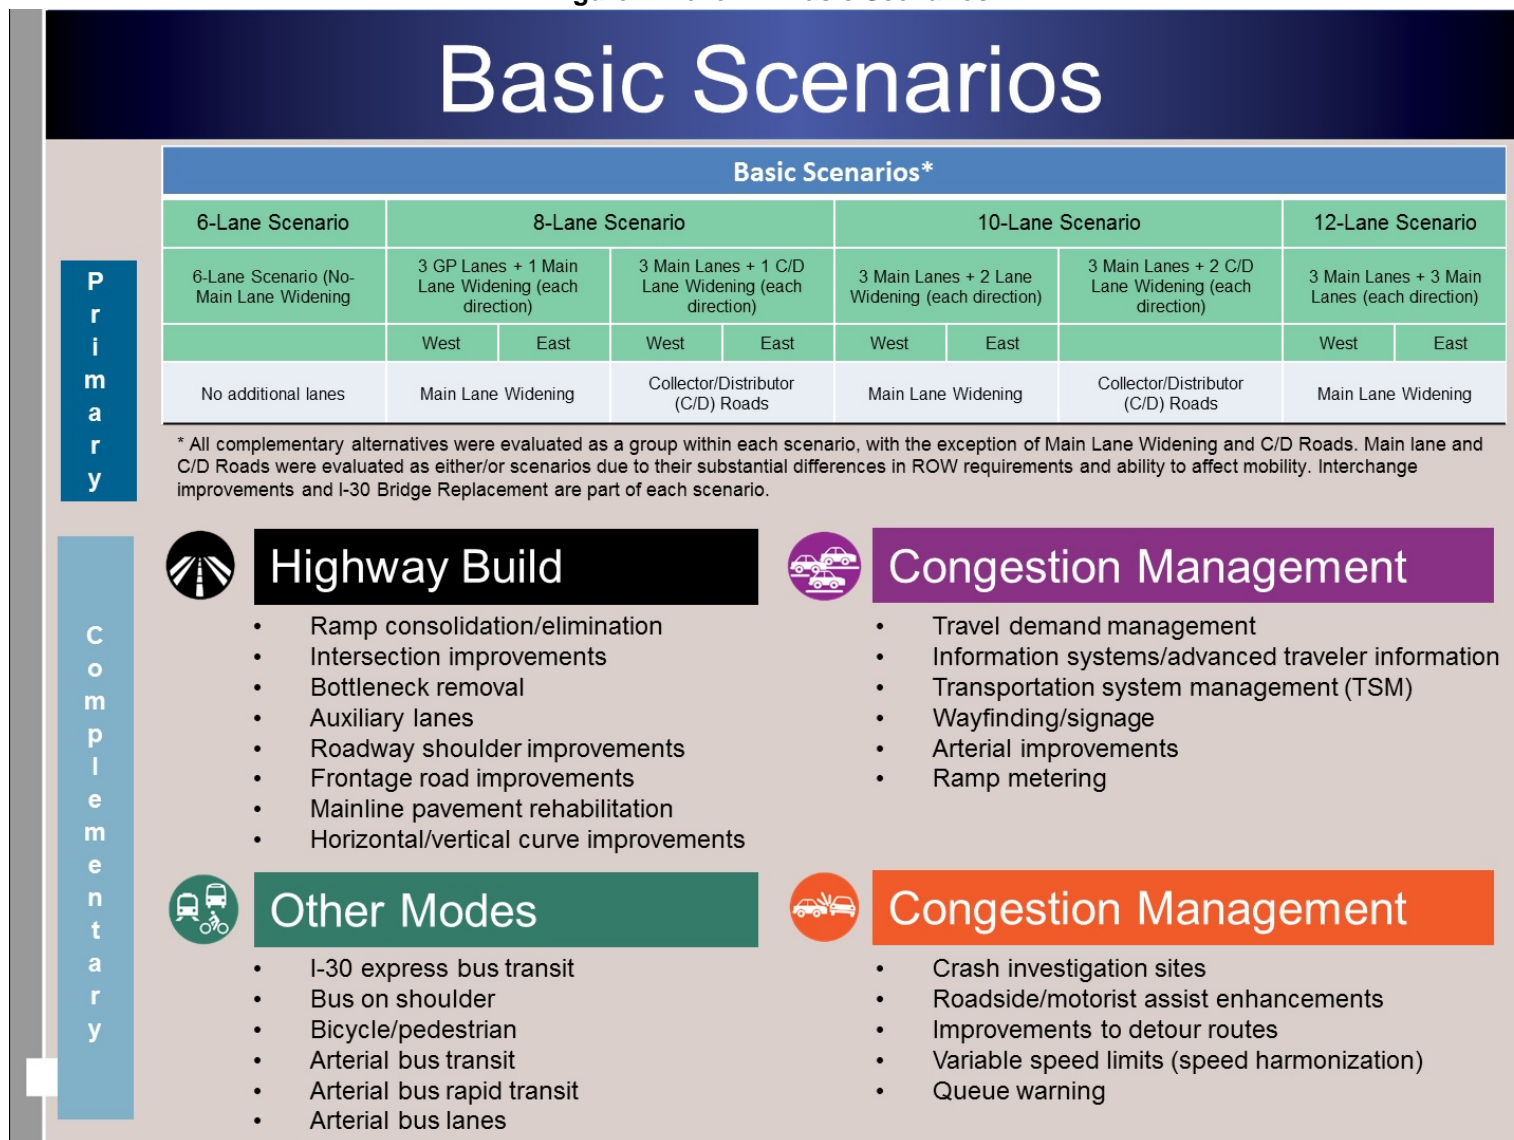 Basic Scenarios
Basic Scenarios*
6-Lane Scenario
8-Lane Scenario
10-Lane Scenario
12-Lane Scenario
6-Lane Scenario (No-
Main Lane Widening
3 GP Lanes + 1 Main
Lane Widening (each
direction)
3 Main Lanes + 1 C/D
Lane Widening (each
direction)
3 Main Lanes + 2 Lane
Widening (each direction)
3 Main Lanes + 2 C/D
Lane Widening (each
direction)
3 Main Lanes + 3 Main
Lanes (each direction)
West
East
West
East
West
East
West
East
No additional lanes
Main Lane Widening
Collector/Distributor
(C/D) Roads
Main Lane Widening
Collector/Distributor
(C/D) Roads
Main Lane Widening
Primary
* All complementary alternatives were evaluated as a group within each scenario, with the exception of Main Lane Widening and C/D Roads. Main lane and
C/D Roads were evaluated as either/or scenarios due to their substantial differences in ROW requirements and ability to affect mobility. Interchange
improvements and I-30 Bridge Replacement are part of each scenario.
Complementary
Highway Build
• Ramp consolidation/elimination
• Intersection improvements
• Bottleneck removal
• Auxiliary lanes
• Roadway shoulder improvements
• Frontage road improvements
• Mainline pavement rehabilitation
• Horizontal/vertical curve improvements
Congestion Management
• Travel demand management
• Information systems/advanced traveler information
• Transportation system management (TSM)
• Wayfinding/signage
• Arterial improvements
• Ramp metering
Other Modes
• I-30 express bus transit
• Bus on shoulder
• Bicycle/pedestrian
• Arterial bus transit
• Arterial bus rapid transit
• Arterial bus lanes
Congestion Management
• Crash investigation sites
• Roadside/motorist assist enhancements
• Improvements to detour routes
• Variable speed limits (speed harmonization)
• Queue warning